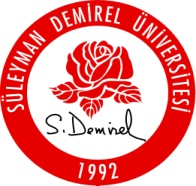 SÜLEYMAN DEMİREL ÜNİVERSİTESİ
S. Demirel
1992